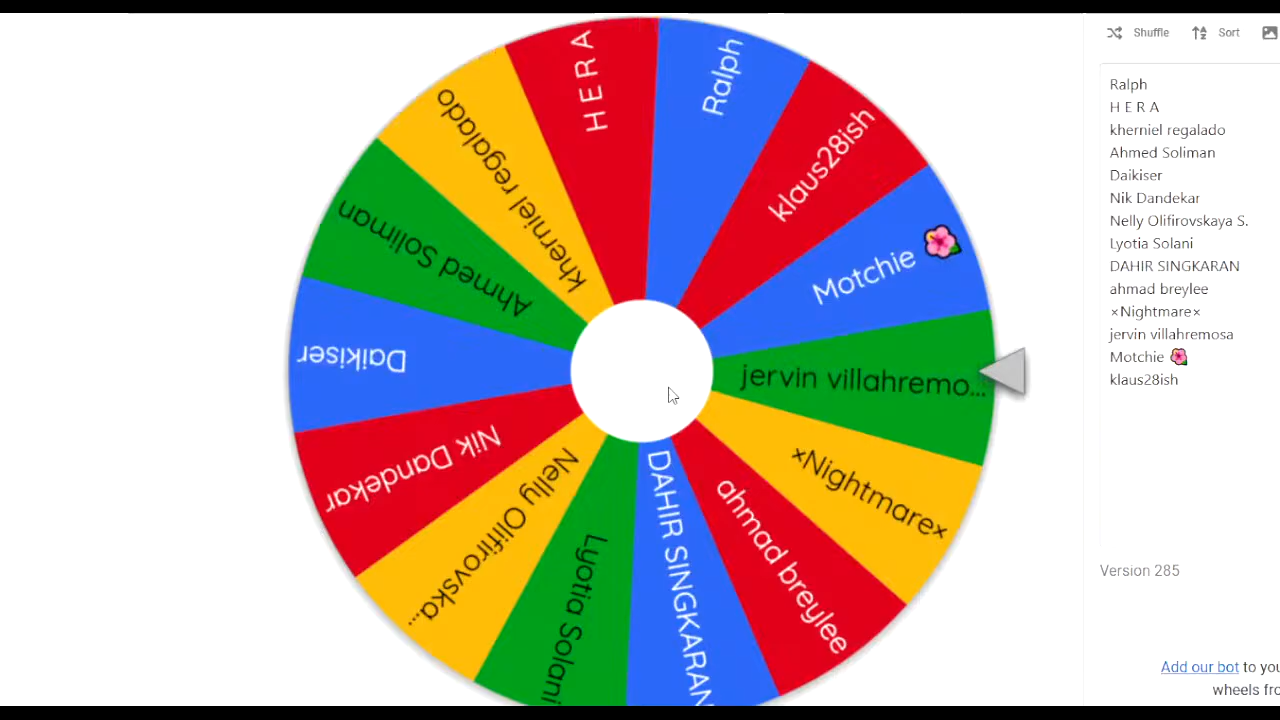 Shuffle
Sort
Ralph
H E R A
kherniel regalado
Ahmed Soliman
Daikiser
Nik Dandekar
Nelly Olifirovskaya S.
Lyotia Solani
DAHIR SINGKARAN
ahmad breylee
×Nightmare×
jervin villahremosa
Motchie 🌺
klaus28ish
Version 285
Add our bot to you
wheels fro
H E R A
Ralph
klaus28ish
Motchie 🌺
jervin villahremo...
×Nightmare×
ahmad breylee
DAHIR SINGKARAN
Lyotia Solani
Nelly Olifirovska...
Nik Dandekar
Daikiser
Ahmed Soliman
kherniel regalado